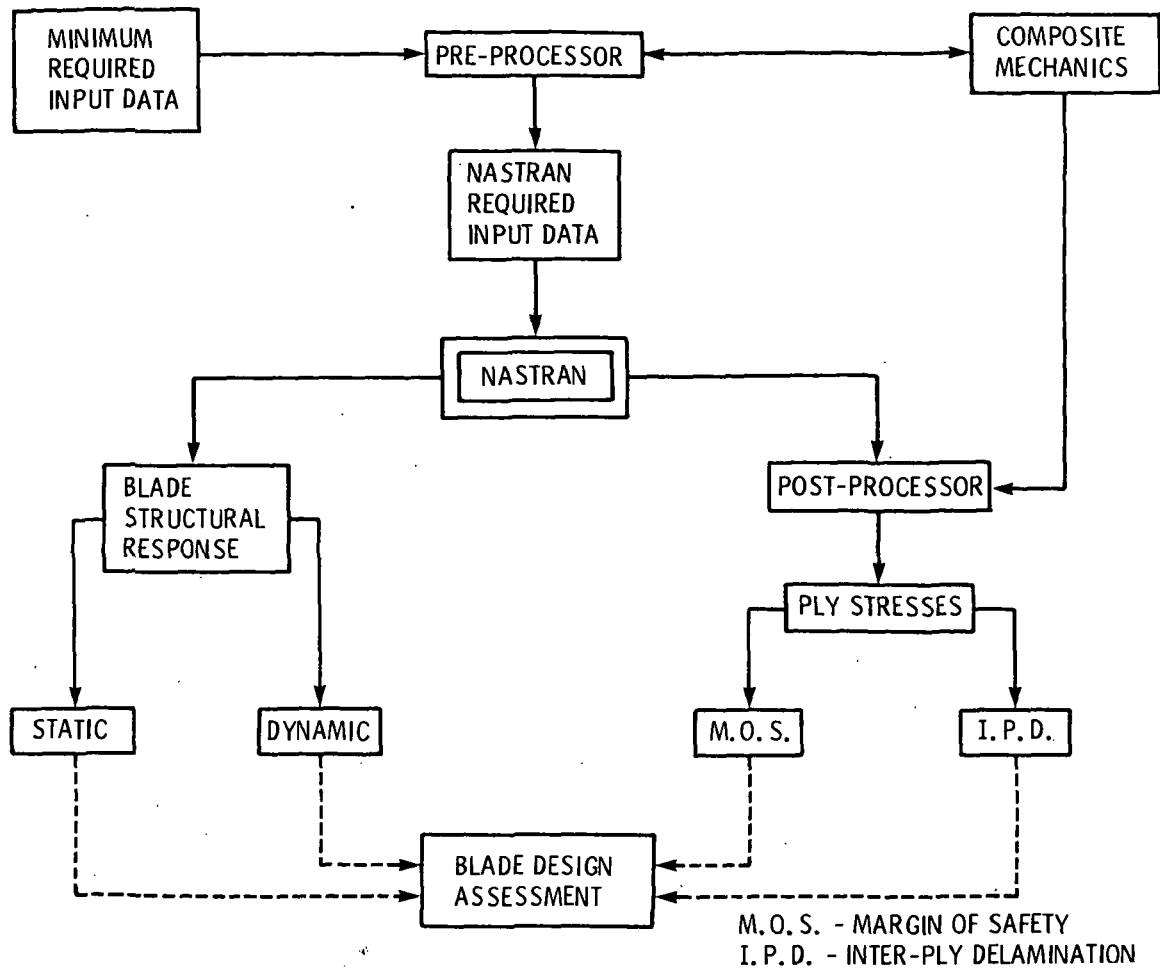 MINIMUM
REQUIRED
INPUT DATA
PRE-PROCESSOR
COMPOSITE
MECHANICS
NASTRAN
REQUIRED
INPUT DATA
NASTRAN
BLADE
STRUCTURAL
RESPONSE
POST-PROCESSOR
PLY STRESSES
STATIC
DYNAMIC
M.O.S.
I.P.D.
BLADE DESIGN
ASSESSMENT
M.O.S. - MARGIN OF SAFETY
I.P.D. - INTER-PLY DELAMINATION